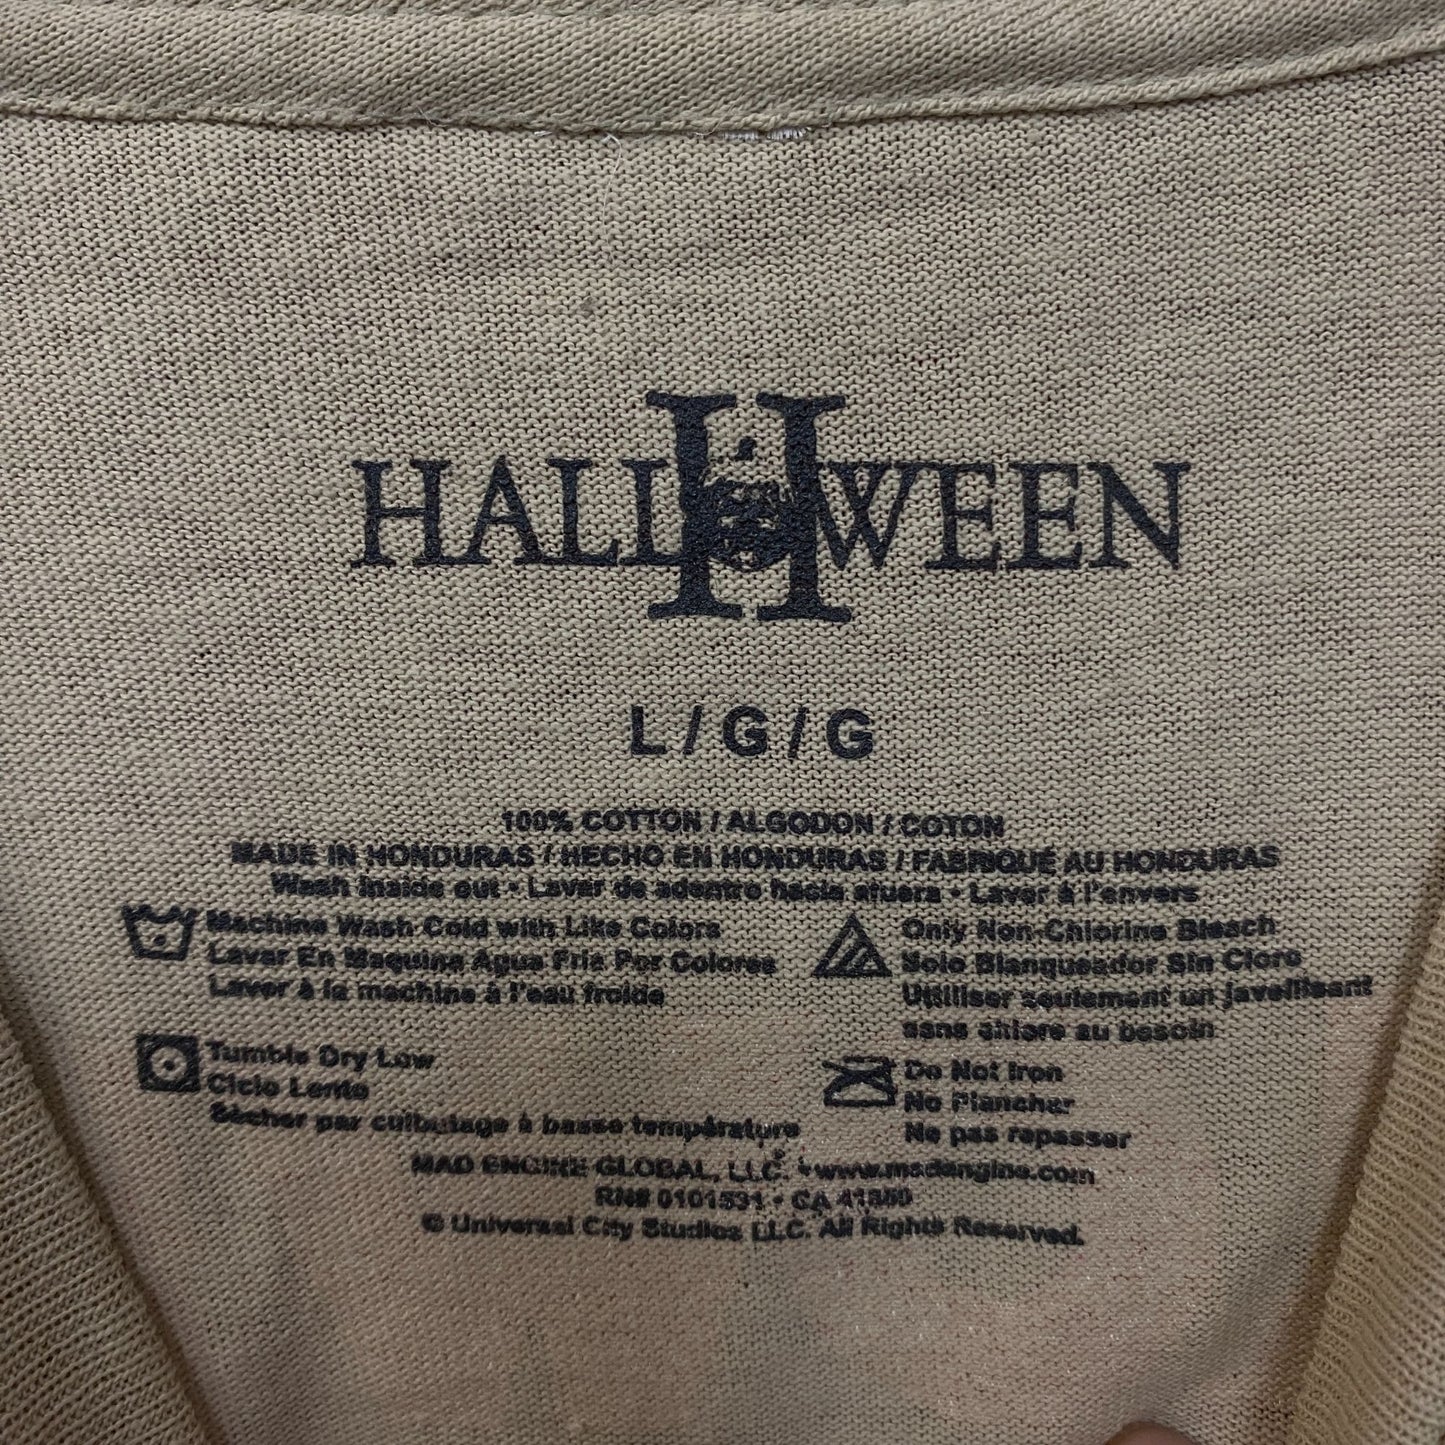 HALLOWEEN
H
L / G / G
100% COTTON / ALGODON / COTON
MADE IN HONDURAS / HECHO EN HONDURAS / FABRIQUÉ AU HONDURAS
Wash inside out • Lavar de adentro hacia afuera • Laver à l'envers
Machine Wash Cold with Like Colors
Lavar En Maquina Agua Fria Por Colores
Laver à la machine à l'eau froide
Only Non-Chlorine Bleach
Solo Blanqueador Sin Cloro
Utilliser seulement un javellisant
sans chlore au besoin
Tumble Dry Low
Ciclo Lento
Sècher par culbutage à basse température
Do Not Iron
No Planchar
Ne pas repasser
MAD ENGINE GLOBAL, LLC. • www.madengine.com
RN# 0101531 • CA
© Universal City Studios LLC. All Rights Reserved.